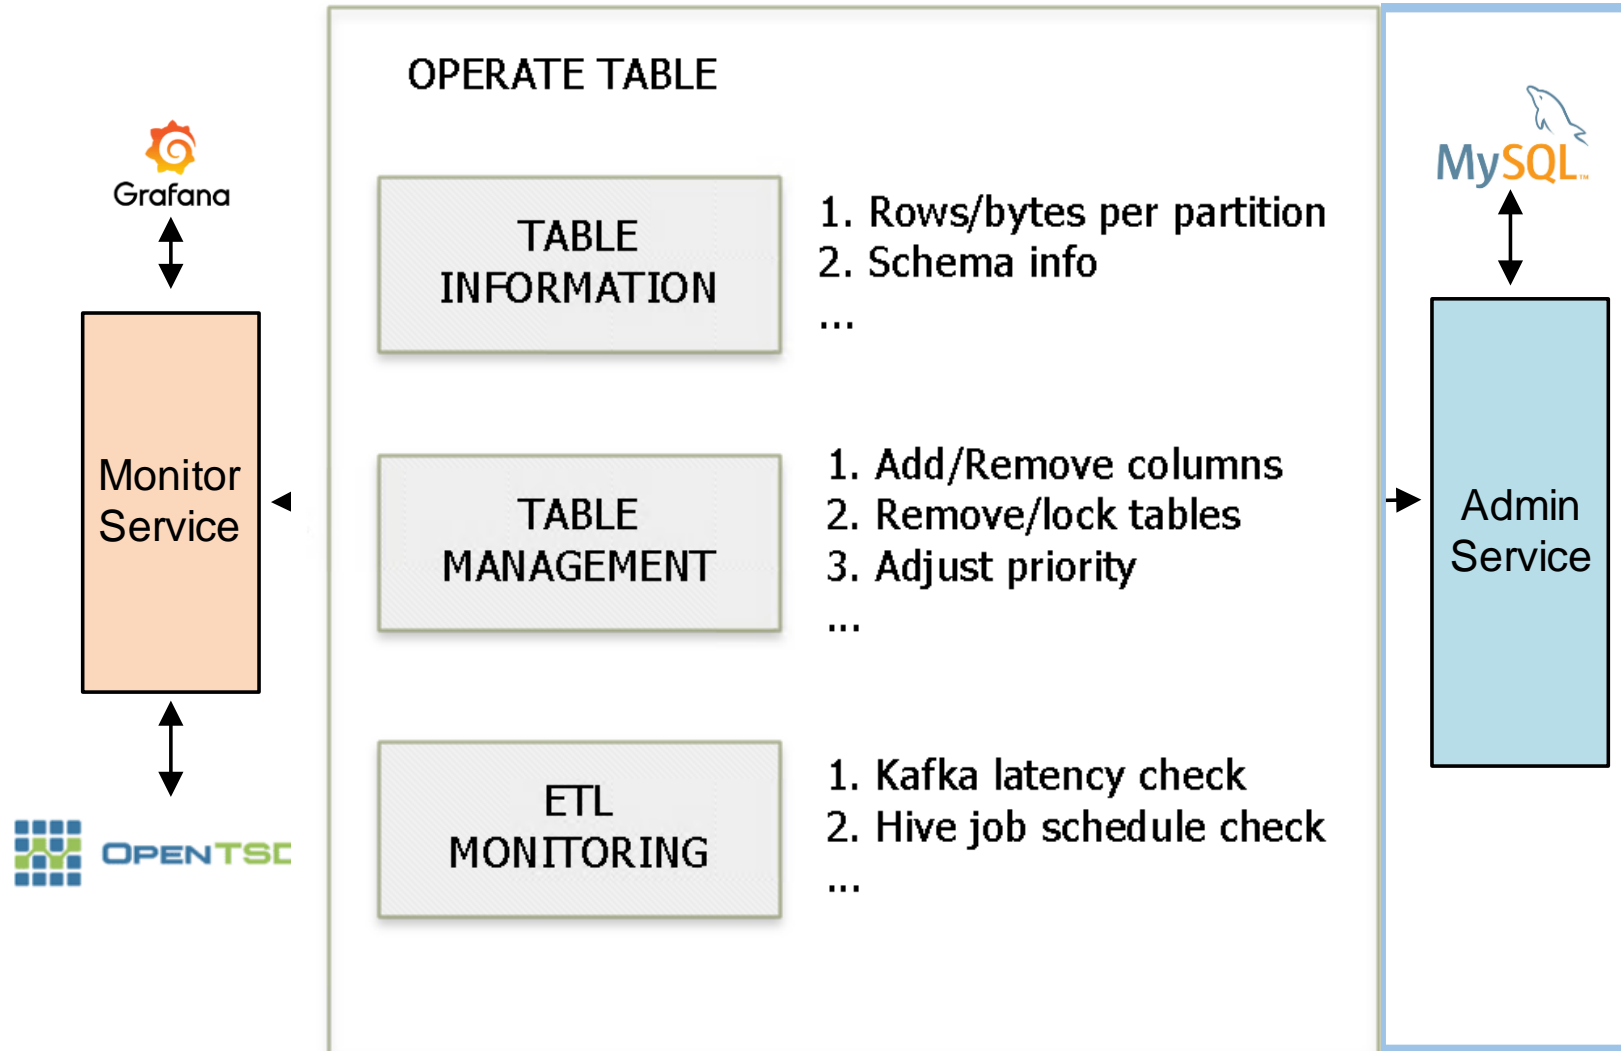 OPERATE TABLE
Grafana
MySQL™
TABLE
INFORMATION
1. Rows/bytes per partition
2. Schema info
...
Monitor
Service
TABLE
MANAGEMENT
1. Add/Remove columns
2. Remove/lock tables
3. Adjust priority
...
Admin
Service
OPENTSD
ETL
MONITORING
1. Kafka latency check
2. Hive job schedule check
...